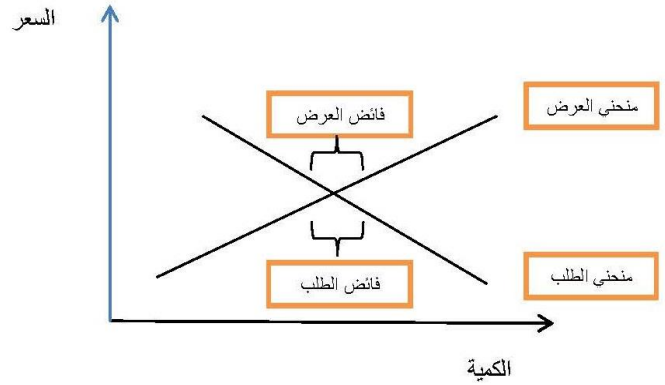 السعر
منحني العرض
فائض العرض
فائض الطلب
منحني الطلب
الكمية